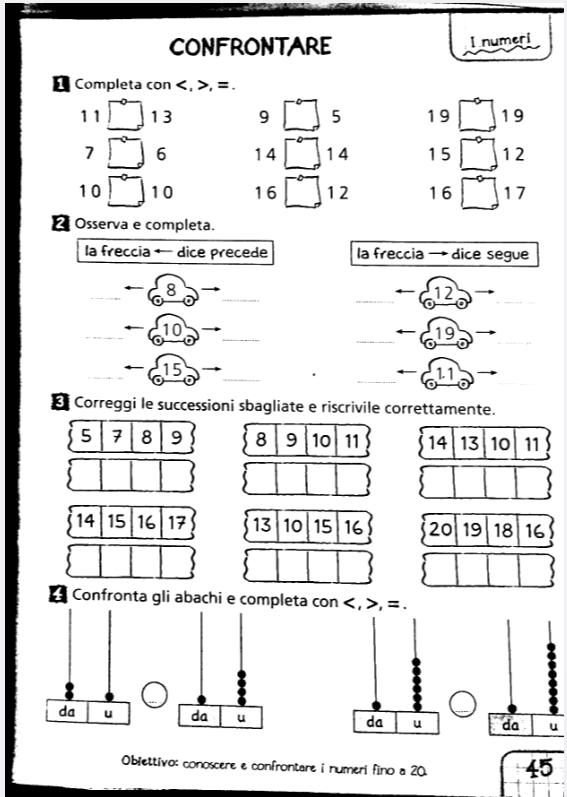 CONFRONTARE
I numeri
1 Completa con <, >, =.
11 13 9 5 19 19
7 6 14 14 15 12
10 10 16 12 16 17
2 Osserva e completa.
la freccia ← dice precede la freccia → dice segue
← 8 → ← 12 →
← 10 → ← 19 →
← 15 → ← 11 →
3 Correggi le successioni sbagliate e riscrivile correttamente.
5 7 8 9 8 9 10 11 14 13 10 11
14 15 16 17 13 10 15 16 20 19 18 16
4 Confronta gli abachi e completa con <, >, =.
da u da u da u da u
Obiettivo: conoscere e confrontare i numeri fino a 20.
45